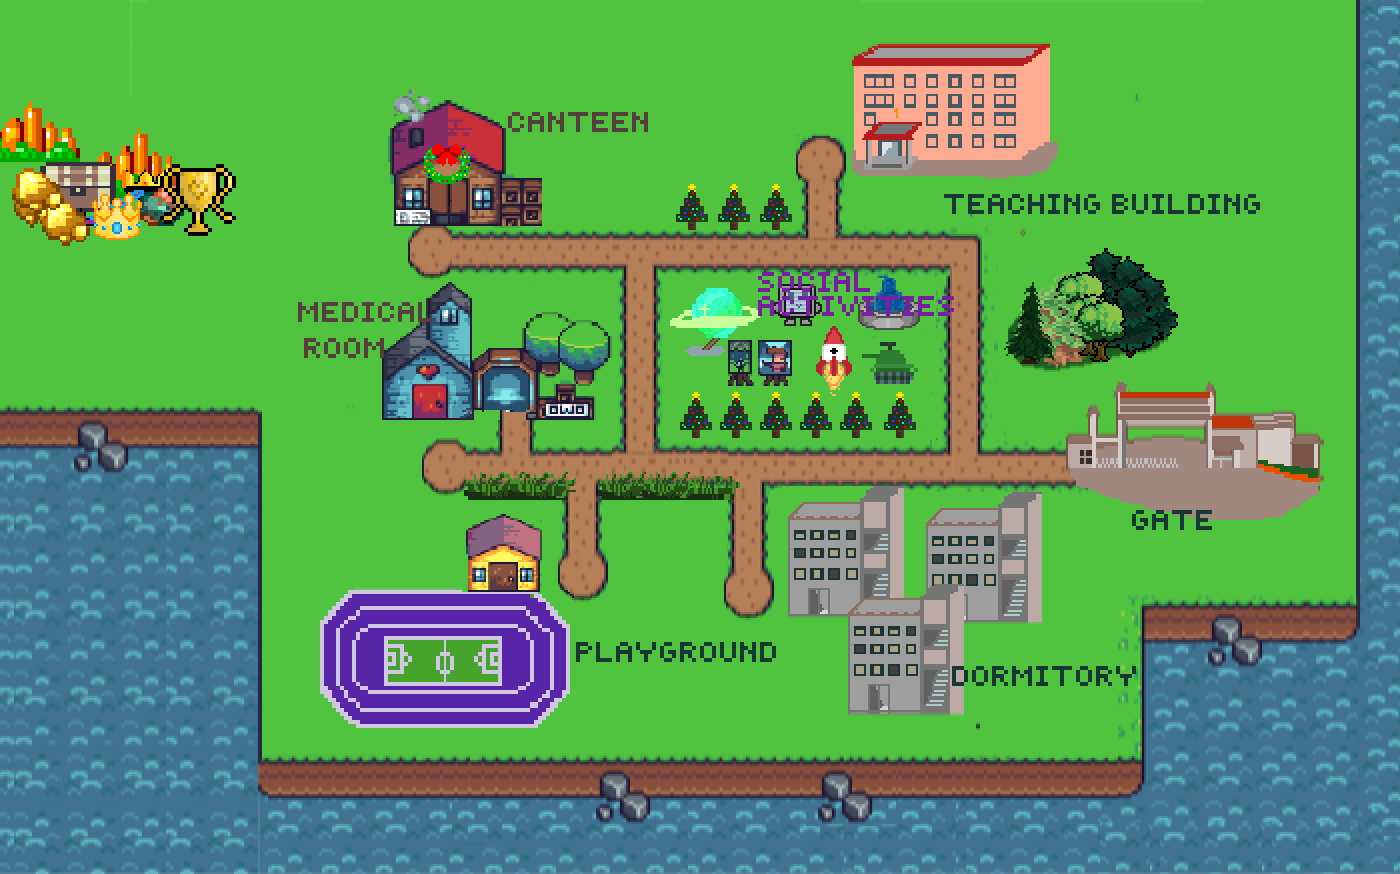 CANTEEN
TEACHING BUILDING
SOCIAL
ACTIVITIES
MEDICAL
ROOM
OWO
GATE
PLAYGROUND
DORMITORY